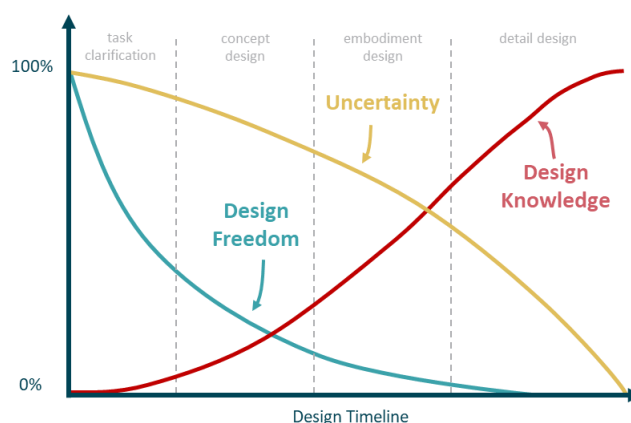 task
clarification
concept
design
embodiment
design
detail design
100%
Uncertainty
Design
Knowledge
Design
Freedom
0%
Design Timeline